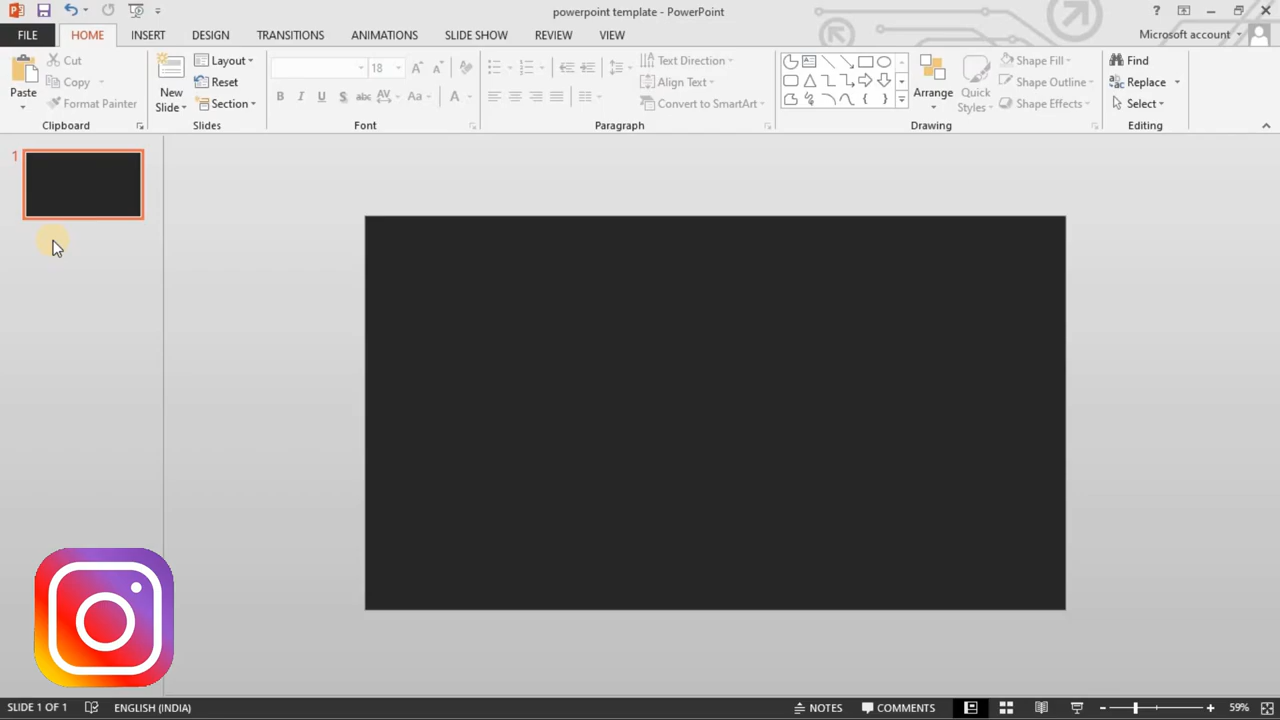 powerpoint template - PowerPoint
?
Microsoft account
FILE HOME INSERT DESIGN TRANSITIONS ANIMATIONS SLIDE SHOW REVIEW VIEW
Paste
Cut
Copy
Format Painter
Clipboard
New
Slide
Layout
Reset
Section
Slides
18
B I U S abc AV Aa A
Font
Text Direction
Align Text
Convert to SmartArt
Paragraph
Arrange
Quick
Styles
Shape Fill
Shape Outline
Shape Effects
Drawing
Find
Replace
Select
Editing
1
SLIDE 1 OF 1 ENGLISH (INDIA) NOTES COMMENTS 59%